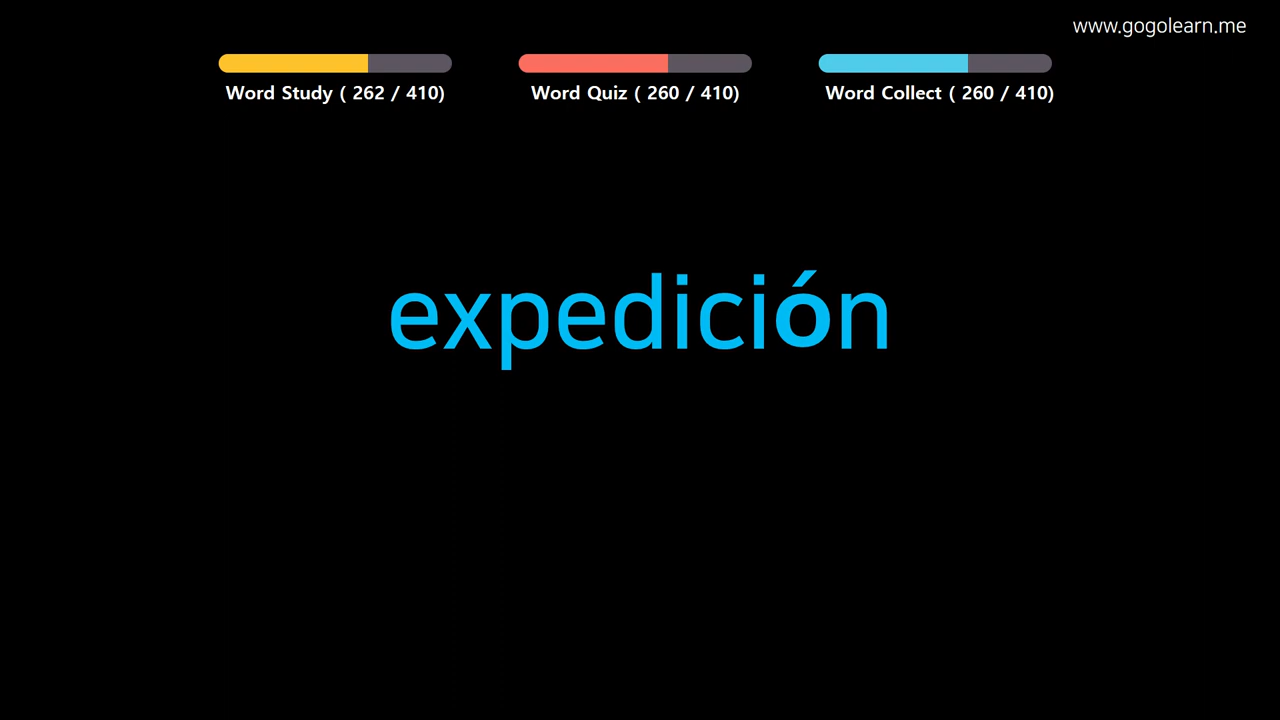 www.gogolearn.me
Word Study ( 262 / 410)
Word Quiz ( 260 / 410)
Word Collect ( 260 / 410)
expedición